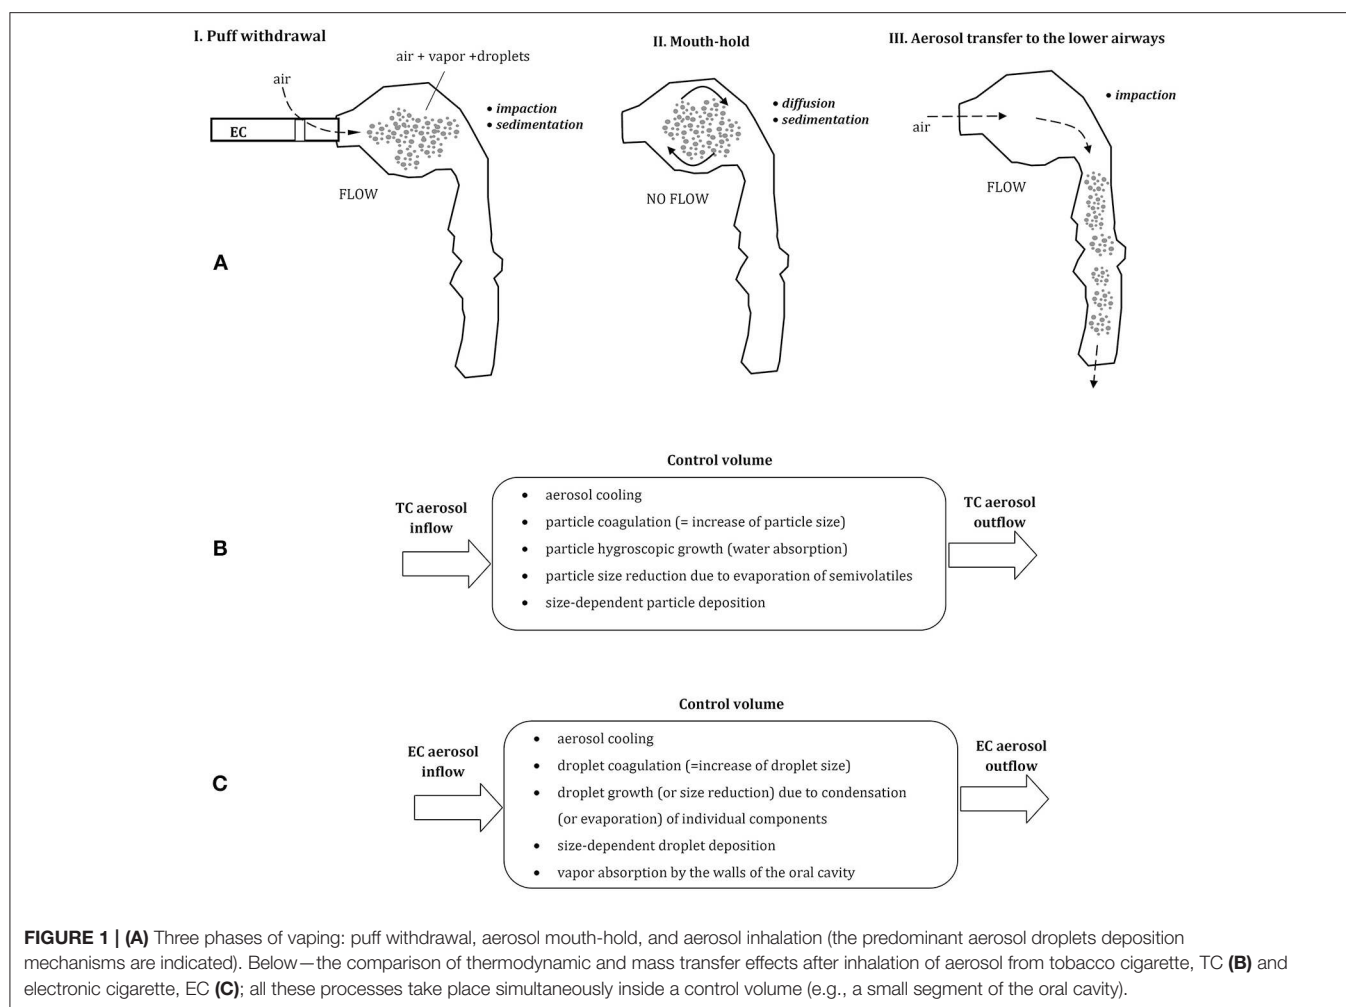 I. Puff withdrawal
air + vapor +droplets
air
EC
• impaction
• sedimentation
FLOW
II. Mouth-hold
• diffusion
• sedimentation
NO FLOW
III. Aerosol transfer to the lower airways
• impaction
air
FLOW
A
Control volume
TC aerosol
inflow
• aerosol cooling
• particle coagulation (= increase of particle size)
• particle hygroscopic growth (water absorption)
• particle size reduction due to evaporation of semivolatiles
• size-dependent particle deposition
TC aerosol
outflow
B
Control volume
EC aerosol
inflow
• aerosol cooling
• droplet coagulation (=increase of droplet size)
• droplet growth (or size reduction) due to condensation
(or evaporation) of individual components
• size-dependent droplet deposition
• vapor absorption by the walls of the oral cavity
EC aerosol
outflow
C
FIGURE 1 | (A) Three phases of vaping: puff withdrawal, aerosol mouth-hold, and aerosol inhalation (the predominant aerosol droplets deposition
mechanisms are indicated). Below—the comparison of thermodynamic and mass transfer effects after inhalation of aerosol from tobacco cigarette, TC (B) and
electronic cigarette, EC (C); all these processes take place simultaneously inside a control volume (e.g., a small segment of the oral cavity).